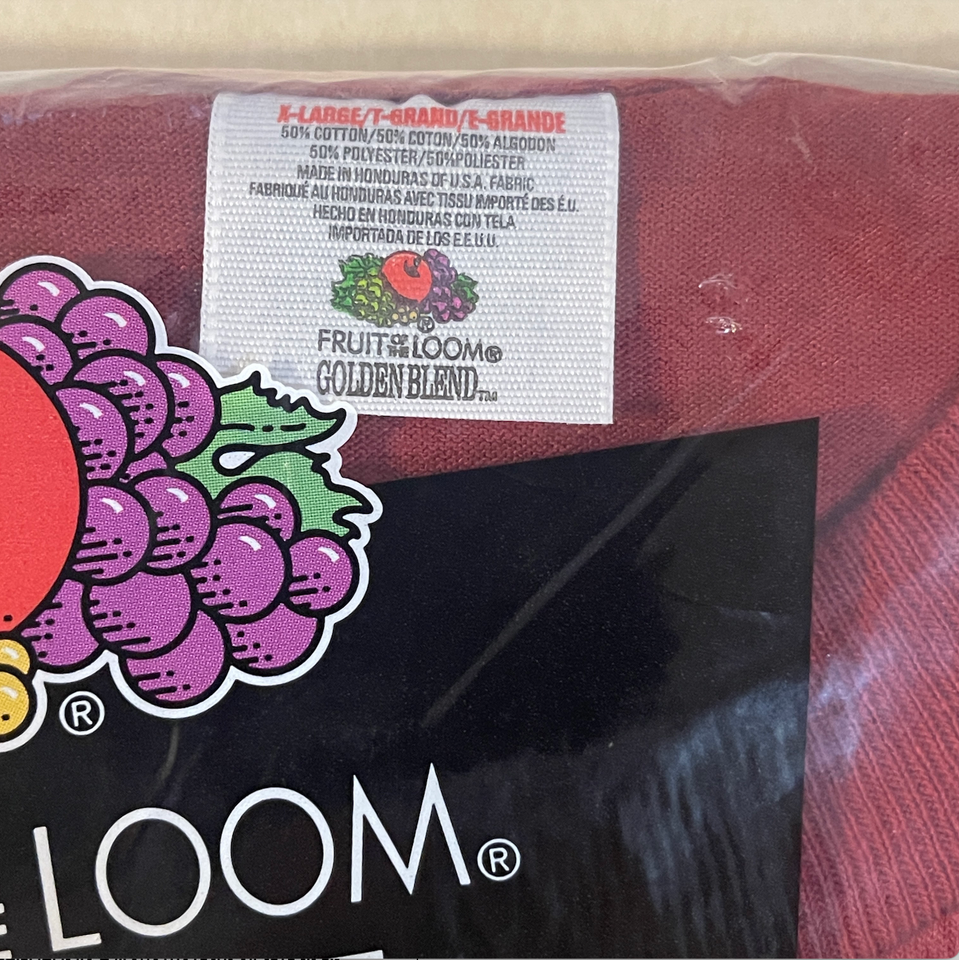 X-LARGE/T-GRAND/E-GRANDE
50% COTTON/50% COTON/50% ALGODON
50% POLYESTER/50%POLIESTER
MADE IN HONDURAS OF U.S.A. FABRIC
FABRIQUÉ AU HONDURAS AVEC TISSU IMPORTÉ DES É.U.
HECHO EN HONDURAS CON TELA
IMPORTADA DE LOS E.E.U.U.
®
FRUIT OF THE LOOM®
GOLDEN BLEND™
®
LOOM®